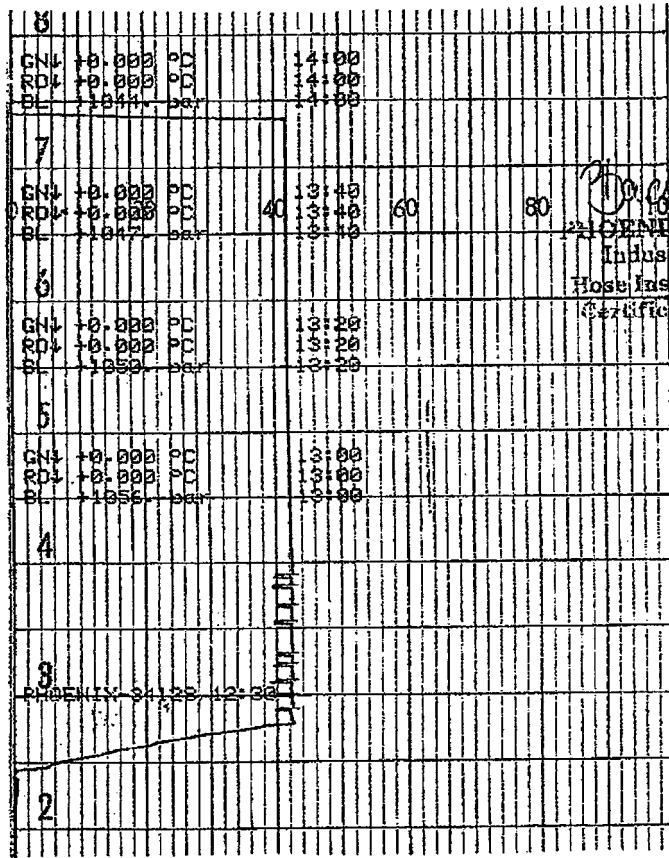 8
GN↓ +0.000 °C 14:00
RD↓ +0.000 °C 14:00
BL +1044. bar 14:00
7
GN↓ +0.000 °C 13:40
0 40 60 80
RD↓ +0.000 °C 13:40
BL +1047. bar 13:40
PHOENI
Indus
Hose Ins
Certific
6
GN↓ +0.000 °C 13:20
RD↓ +0.000 °C 13:20
BL +1050. bar 13:20
5
GN↓ +0.000 °C 13:00
RD↓ +0.000 °C 13:00
BL +1056. bar 13:00
4
3
PHOENIX 84128, 12:30
2